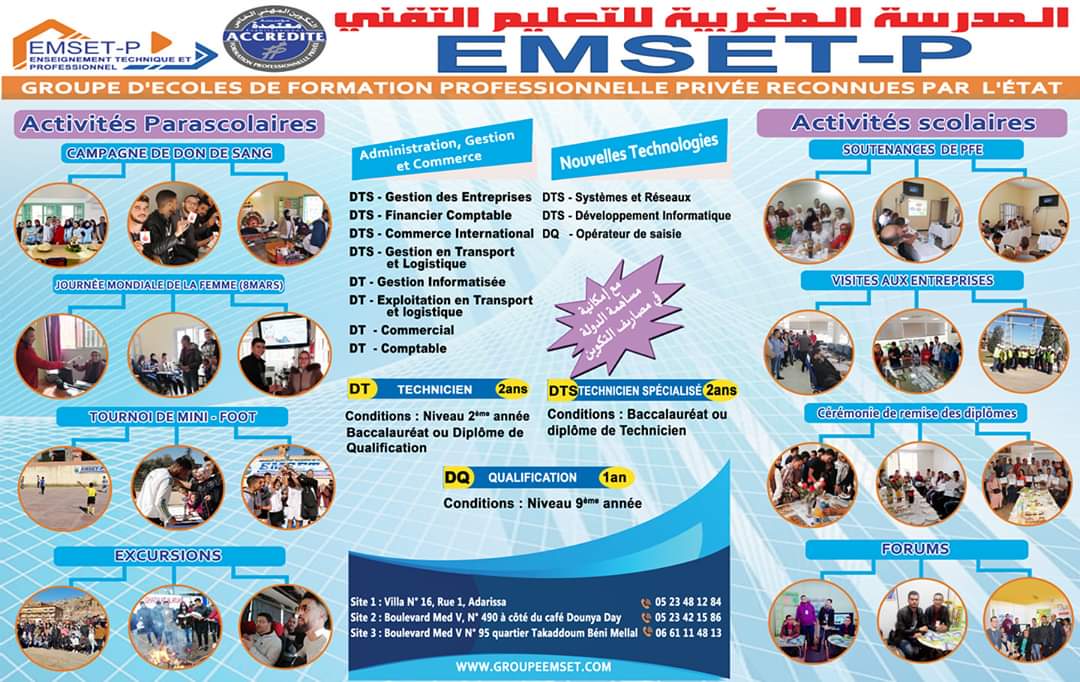 EMSET-P
ENSEIGNEMENT TECHNIQUE ET
PROFESSIONNEL
التكوين المهني الخاص
مؤسسة
معتمدة
ACCREDITÉ
FORMATION PROFESSIONNELLE PRIVÉE
المدرسة المغربية للتعليم التقني
EMSET-P
GROUPE D'ECOLES DE FORMATION PROFESSIONNELLE PRIVÉE RECONNUES PAR L'ÉTAT
Activités Parascolaires
CAMPAGNE DE DON DE SANG
JOURNÉE MONDIALE DE LA FEMME (8MARS)
TOURNOI DE MINI - FOOT
EXCURSIONS
Administration, Gestion
et Commerce
DTS - Gestion des Entreprises
DTS - Financier Comptable
DTS - Commerce International
DTS - Gestion en Transport
et Logistique
DT - Gestion Informatisée
DT - Exploitation en Transport
et logistique
DT - Commercial
DT - Comptable
Nouvelles Technologies
DTS - Systèmes et Réseaux
DTS - Développement Informatique
DQ - Opérateur de saisie
مع إمكانية
مساهمة الدولة
في مصاريف التكوين
DT TECHNICIEN 2ans
Conditions : Niveau 2ème année
Baccalauréat ou Diplôme de
Qualification
DTS TECHNICIEN SPÉCIALISÉ 2ans
Conditions : Baccalauréat ou
diplôme de Technicien
DQ QUALIFICATION 1an
Conditions : Niveau 9ème année
Site 1 : Villa N° 16, Rue 1, Adarissa 05 23 48 12 84
Site 2 : Boulevard Med V, N° 490 à côté du café Dounya Day 05 23 42 15 86
Site 3 : Boulevard Med V N° 95 quartier Takaddoum Béni Mellal 06 61 11 48 13
WWW.GROUPEEMSET.COM
Activités scolaires
SOUTENANCES DE PFE
VISITES AUX ENTREPRISES
Cérémonie de remise des diplômes
FORUMS